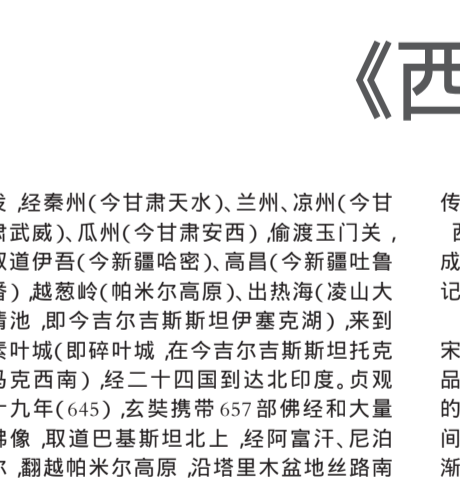 《西
,经秦州(今甘肃天水)、兰州、凉州(今甘
肃武威)、瓜州(今甘肃安西) ,偷渡玉门关 ,
取道伊吾(今新疆哈密)、高昌(今新疆吐鲁
番) ,越葱岭(帕米尔高原)、出热海(凌山大
清池 ,即今吉尔吉斯斯坦伊塞克湖) ,来到
素叶城(即碎叶城 ,在今吉尔吉斯斯坦托克
马克西南) ,经二十四国到达北印度。贞观
十九年(645) ,玄奘携带 657 部佛经和大量
佛像 ,取道巴基斯坦北上 ,经阿富汗、尼泊
尔 ,翻越帕米尔高原 ,沿塔里木盆地丝路南
传
西
成
记
宋
品
的
间
渐